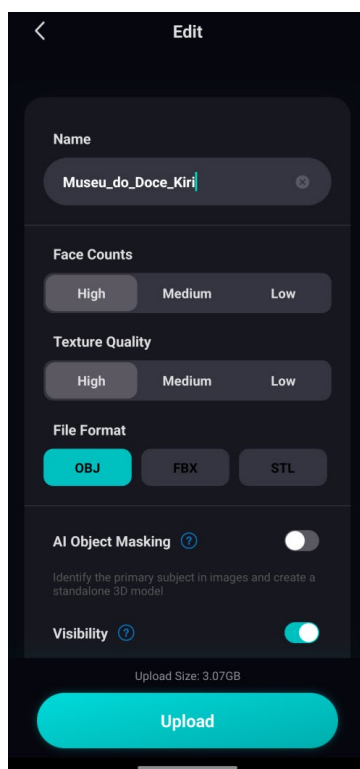 Edit
Name
Museu_do_Doce_Kiri
Face Counts
High Medium Low
Texture Quality
High Medium Low
File Format
OBJ FBX STL
AI Object Masking ?
Identify the primary subject in images and create a
standalone 3D model
Visibility ?
Upload Size: 3.07GB
Upload